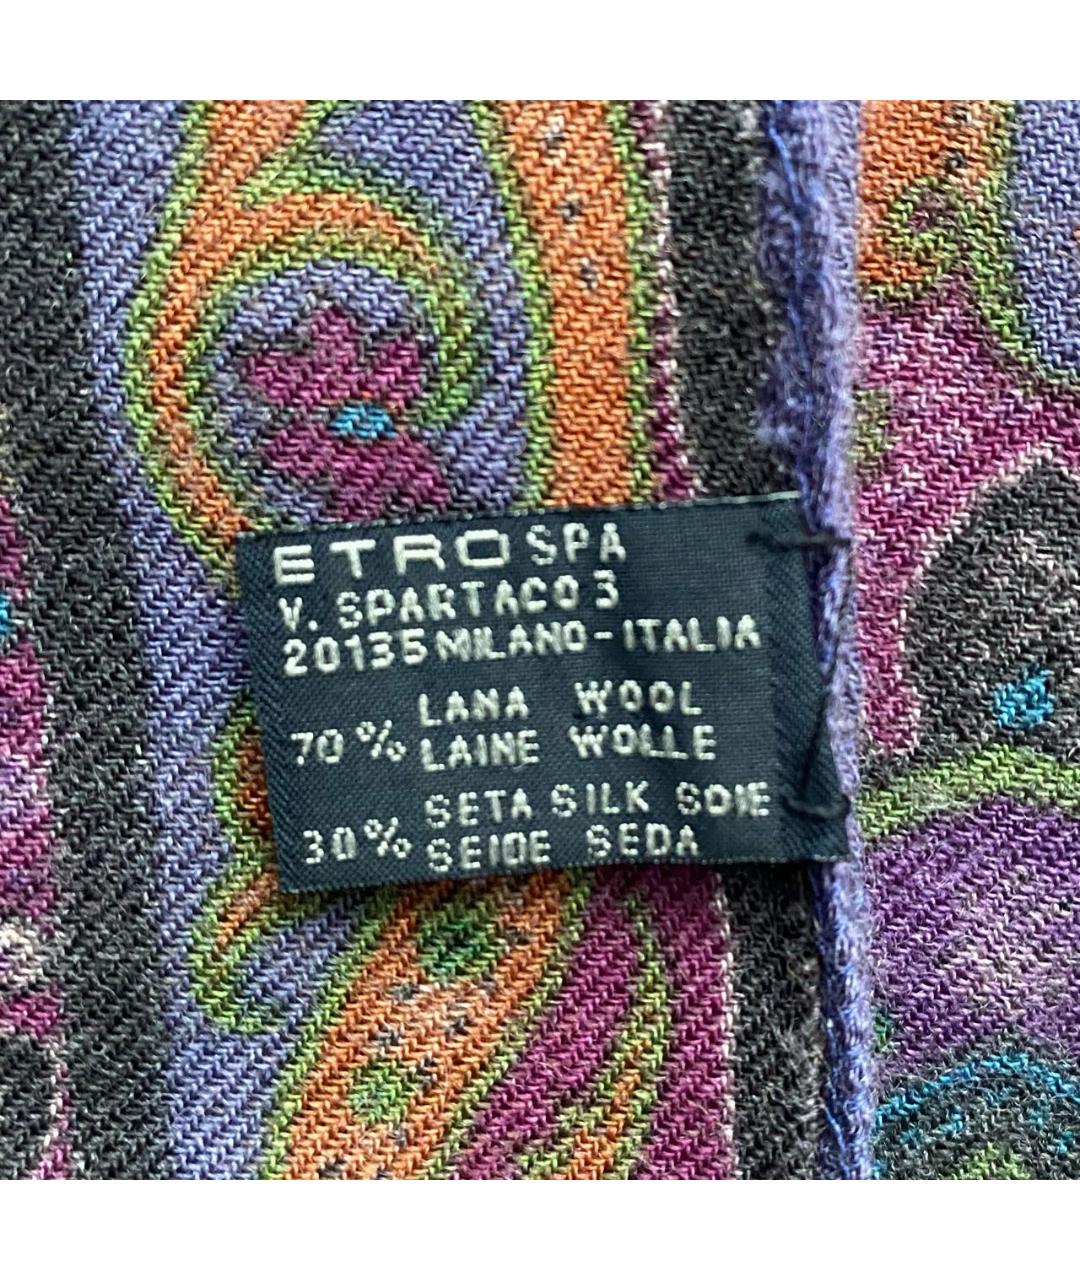 ETRO SPA
V. SPARTACO 3
20135 MILANO - ITALIA
70% LANA WOOL
LAINE WOLLE
30% SETA SILK SOIE
SEIDE SEDA